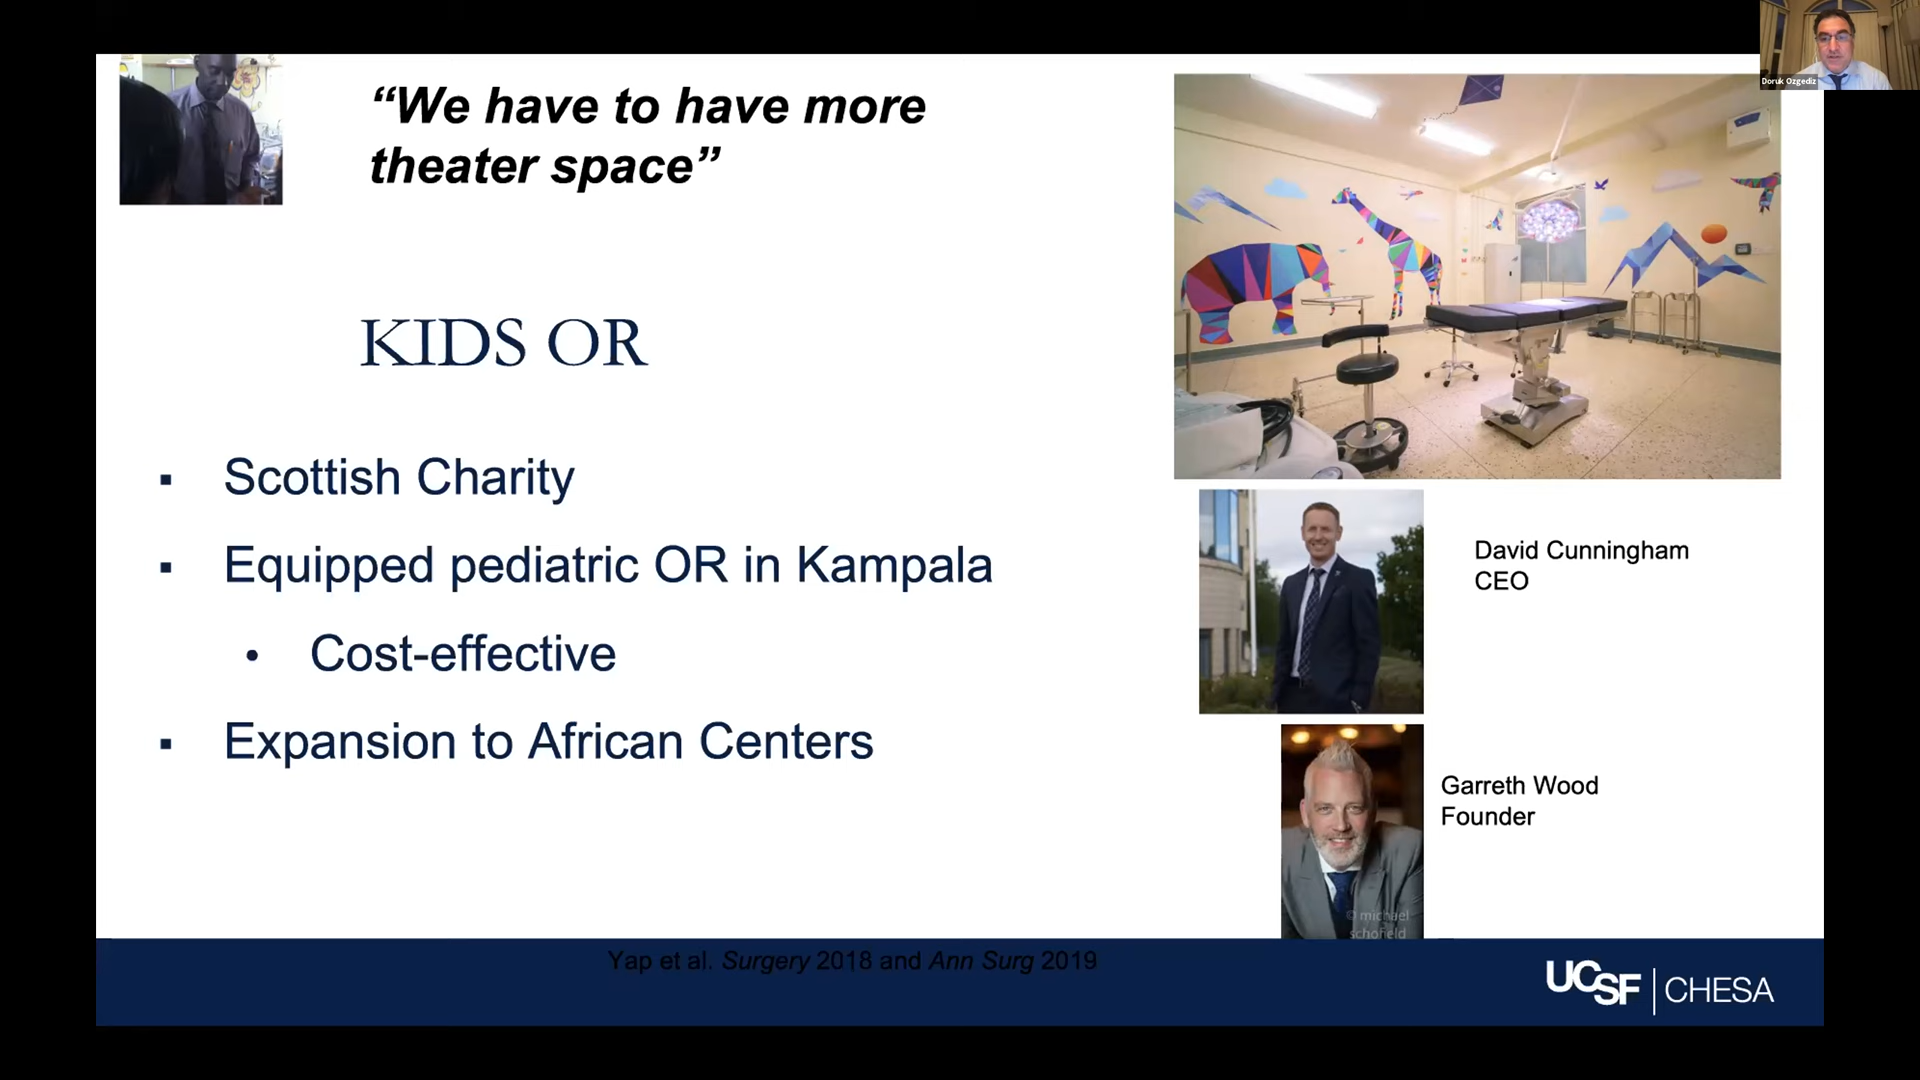 Doruk Ozgediz
“We have to have more
theater space”
KIDS OR
▪ Scottish Charity
▪ Equipped pediatric OR in Kampala
• Cost-effective
▪ Expansion to African Centers
David Cunningham
CEO
Garreth Wood
Founder
© michael
schofield
Yap et al. Surgery 2018 and Ann Surg 2019
UCSF | CHESA